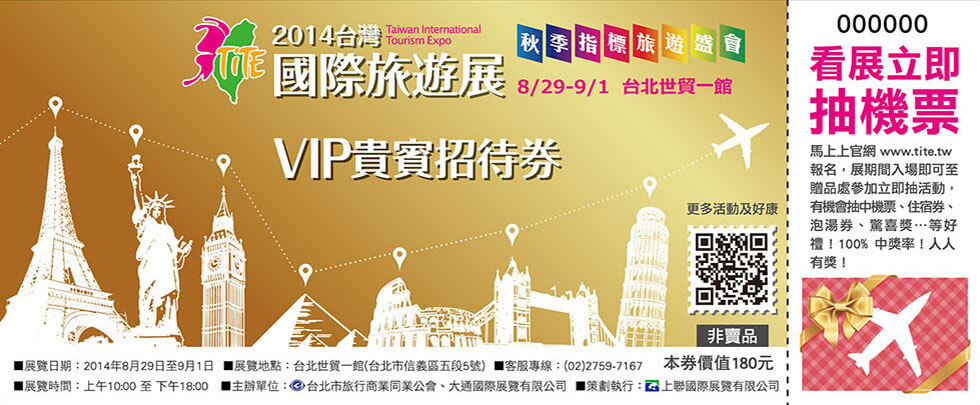 TiTE
2014台灣 Taiwan International
Tourism Expo
國際旅遊展
秋季指標旅遊盛會
8/29-9/1 台北世貿一館
VIP貴賓招待券
更多活動及好康
非賣品
本券價值180元
■展覽日期：2014年8月29日至9月1日 ■展覽地點：台北世貿一館(台北市信義區五段5號) ■客服專線：(02)2759-7167
■展覽時間：上午10:00 至 下午18:00 ■主辦單位：台北市旅行商業同業公會、大通國際展覽有限公司 ■策劃執行：上聯國際展覽有限公司
000000
看展立即
抽機票
馬上上官網 www.tite.tw
報名，展期間入場即可至
贈品處參加立即抽活動，
有機會抽中機票、住宿券、
泡湯券、驚喜獎…等好
禮！100% 中獎率！人人
有獎！